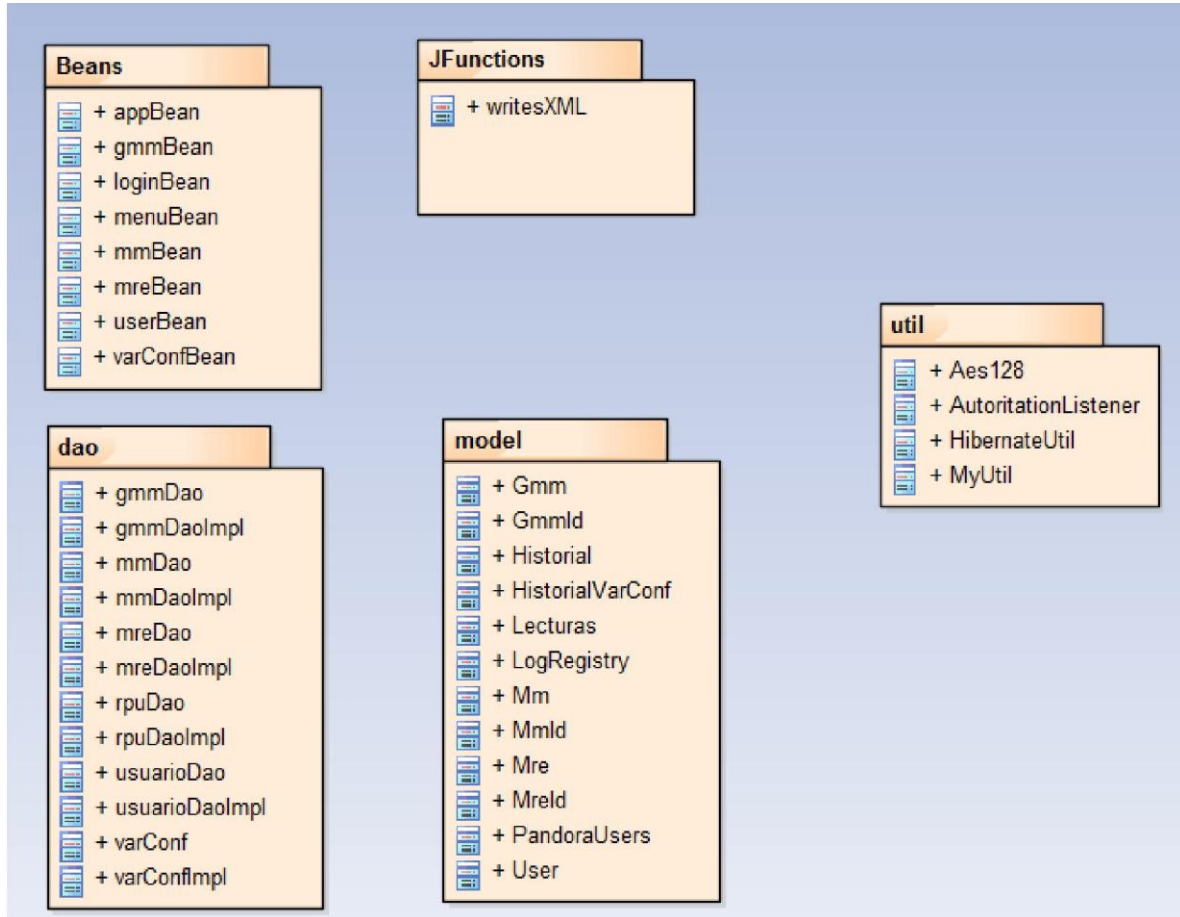 Beans
+ appBean
+ gmmBean
+ loginBean
+ menuBean
+ mmBean
+ mreBean
+ userBean
+ varConfBean
JFunctions
+ writesXML
util
+ Aes128
+ AutoritationListener
+ HibernateUtil
+ MyUtil
dao
+ gmmDao
+ gmmDaoImpl
+ mmDao
+ mmDaoImpl
+ mreDao
+ mreDaoImpl
+ rpuDao
+ rpuDaoImpl
+ usuarioDao
+ usuarioDaoImpl
+ varConf
+ varConfImpl
model
+ Gmm
+ GmmId
+ Historial
+ HistorialVarConf
+ Lecturas
+ LogRegistry
+ Mm
+ MmId
+ Mre
+ MreId
+ PandoraUsers
+ User